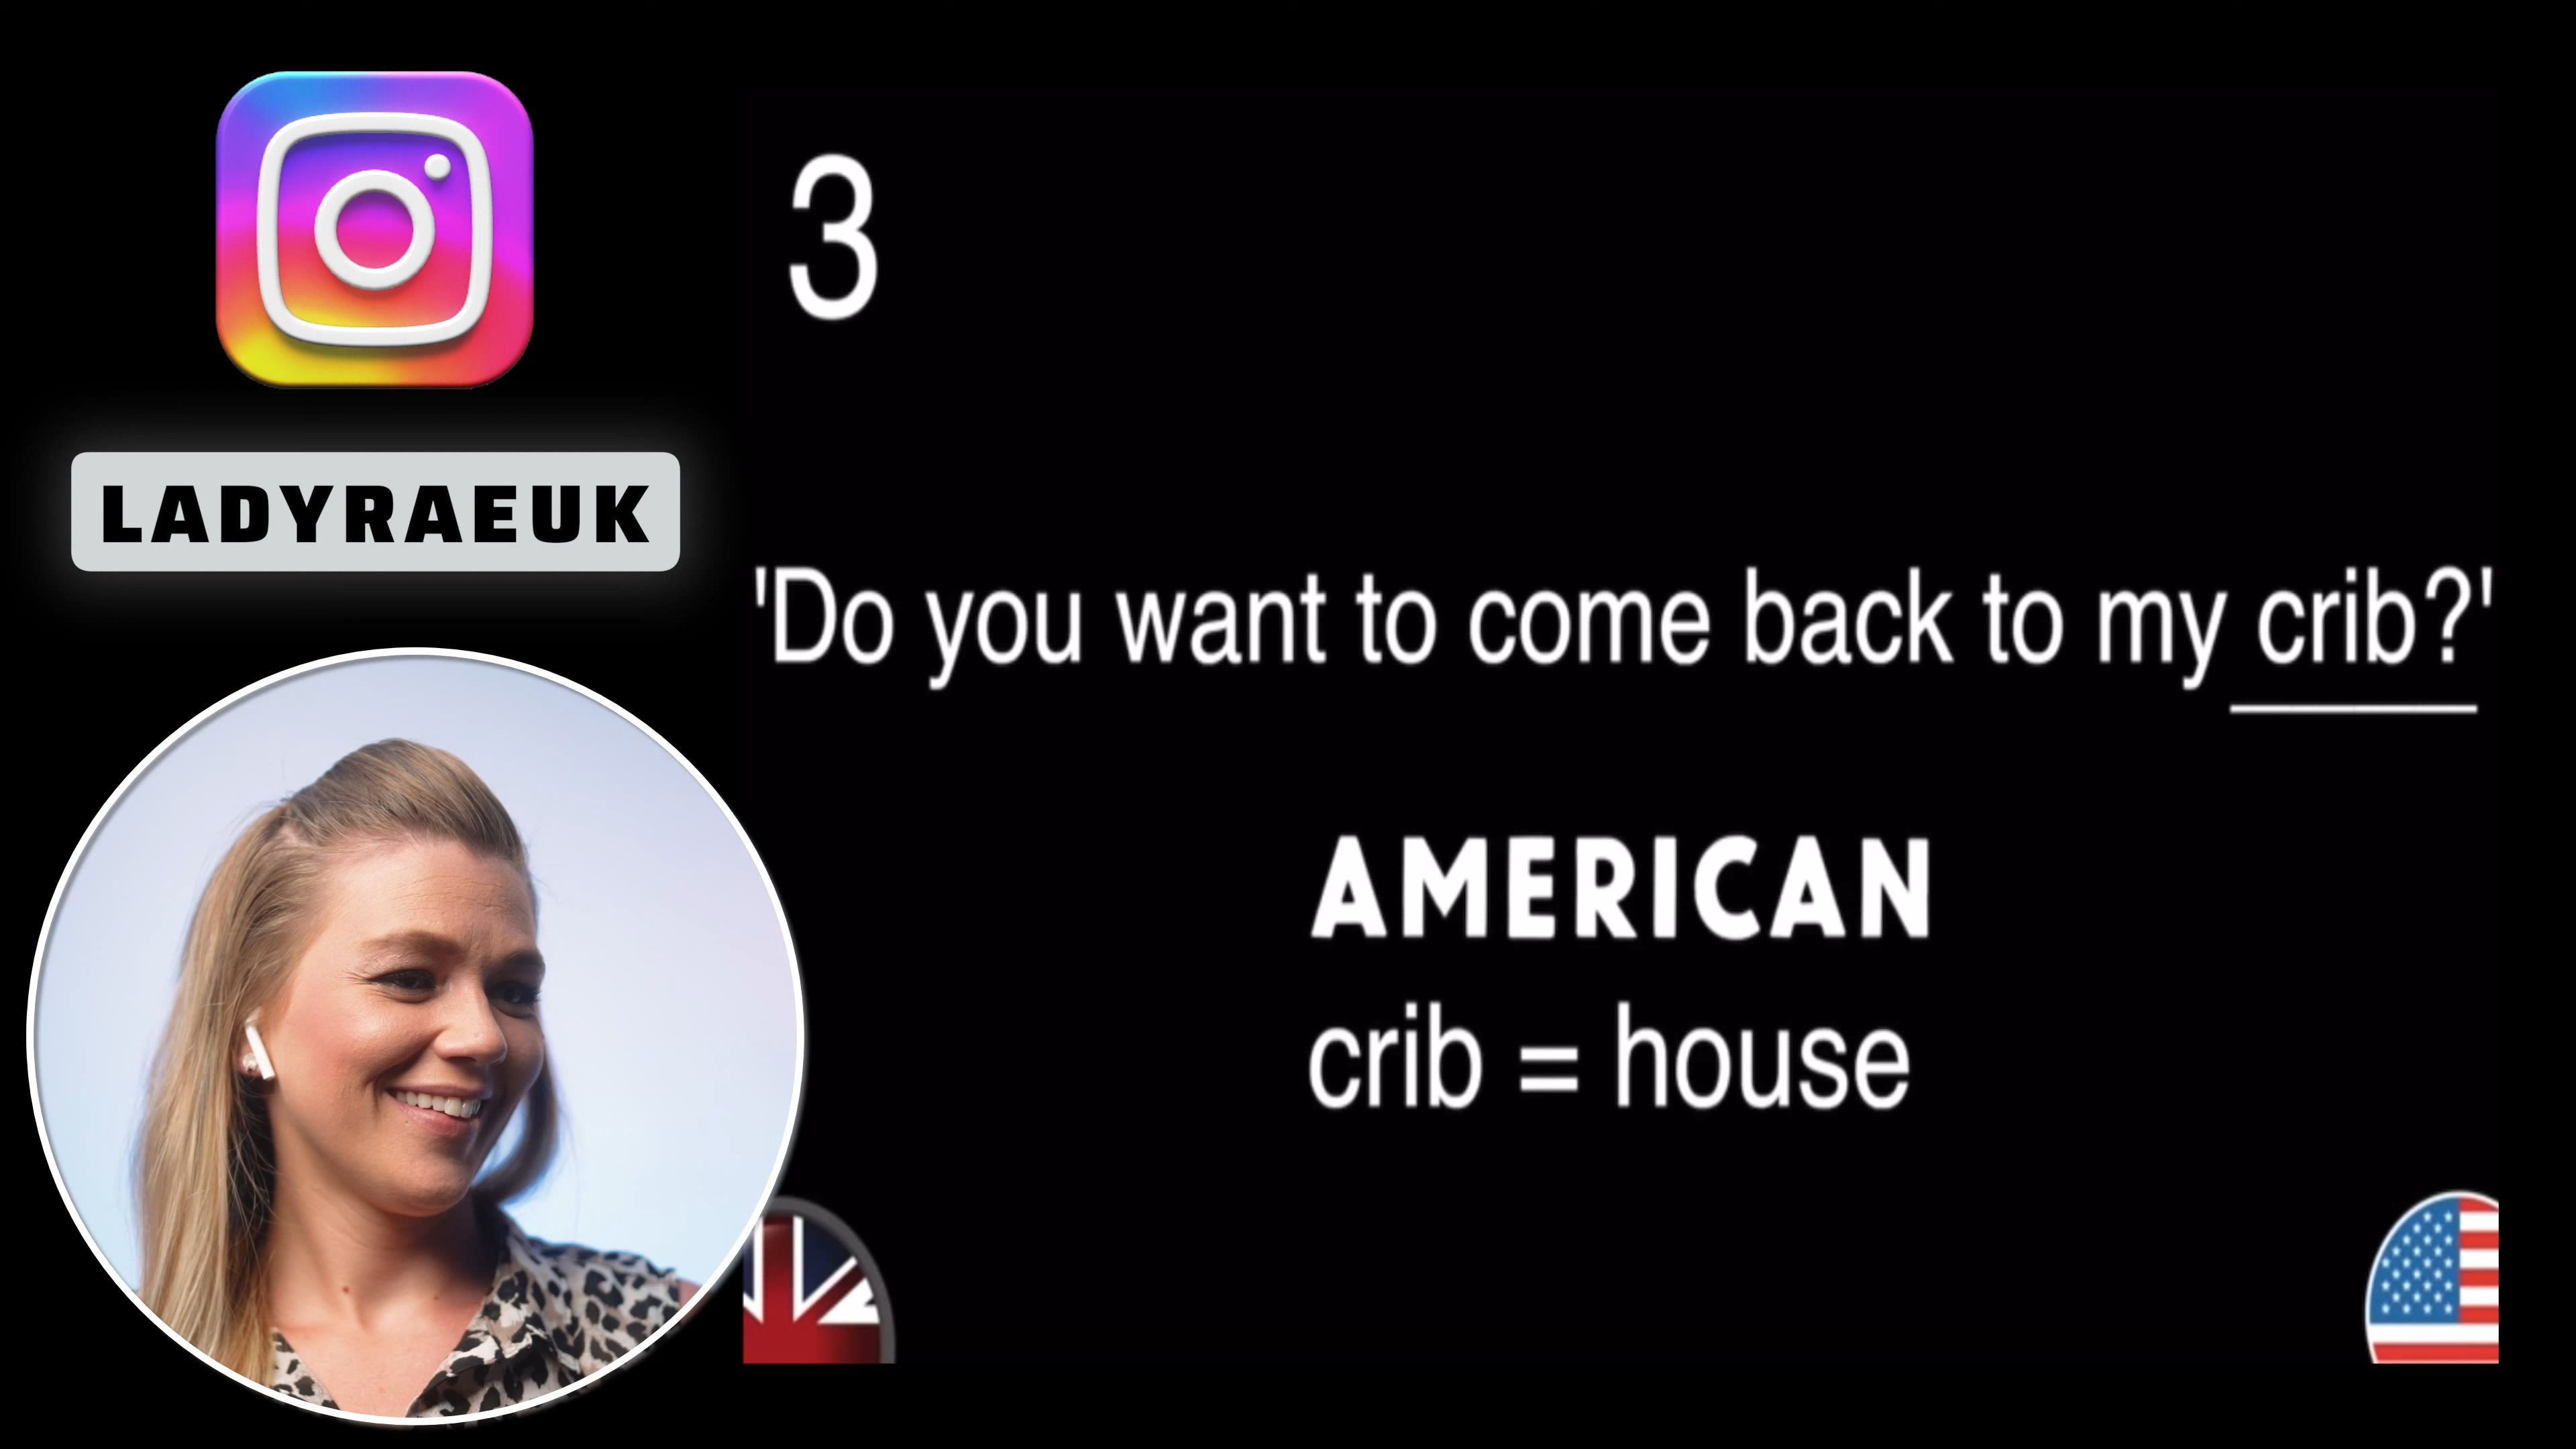 LADYRAEUK
3
'Do you want to come back to my crib?'
AMERICAN
crib = house